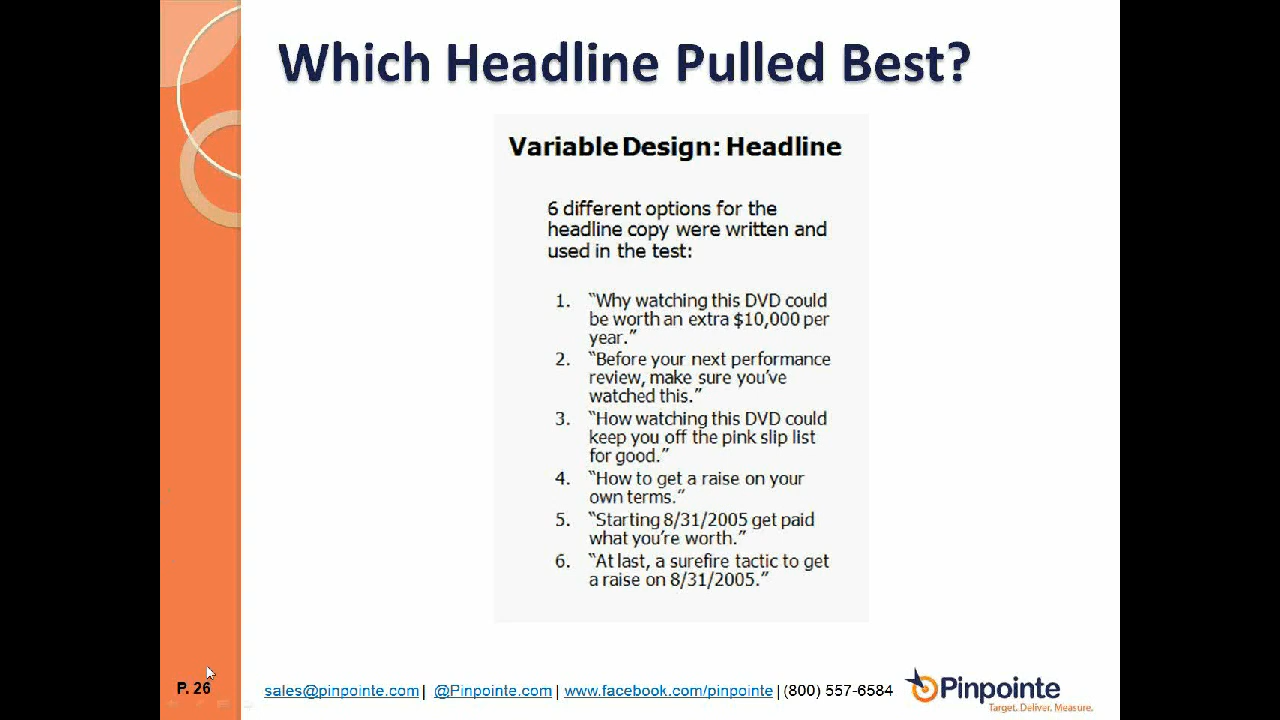 Which Headline Pulled Best?
Variable Design: Headline
6 different options for the
headline copy were written and
used in the test:
1. “Why watching this DVD could
be worth an extra $10,000 per
year.”
2. “Before your next performance
review, make sure you’ve
watched this.”
3. “How watching this DVD could
keep you off the pink slip list
for good.”
4. “How to get a raise on your
own terms.”
5. “Starting 8/31/2005 get paid
what you’re worth.”
6. “At last, a surefire tactic to get
a raise on 8/31/2005.”
P. 26
sales@pinpointe.com | @Pinpointe.com | www.facebook.com/pinpointe | (800) 557-6584
Pinpointe
Target. Deliver. Measure.